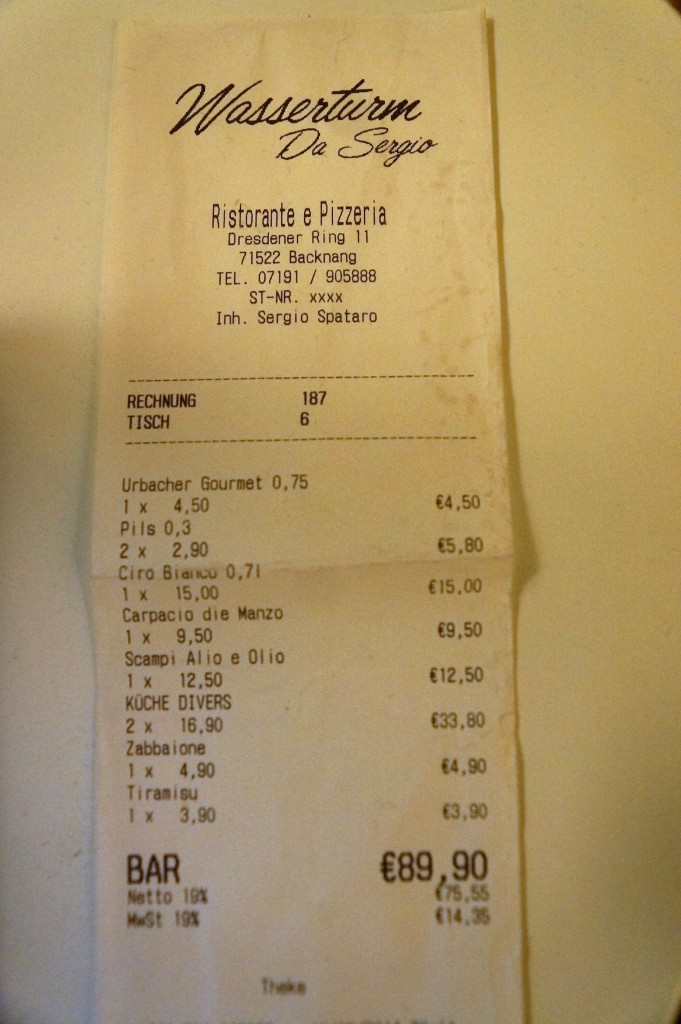 Wasserturm
Da Sergio
Ristorante e Pizzeria
Dresdener Ring 11
71522 Backnang
TEL. 07191 / 905888
ST-NR. xxxx
Inh. Sergio Spataro
RECHNUNG 187
TISCH 6
Urbacher Gourmet 0,75
1 x 4,50 €4,50
Pils 0,3
2 x 2,90 €5,80
Ciro Bianco 0,7l
1 x 15,00 €15,00
Carpacio die Manzo
1 x 9,50 €9,50
Scampi Alio e Olio
1 x 12,50 €12,50
KÜCHE DIVERS
2 x 16,90 €33,80
Zabbaione
1 x 4,90 €4,90
Tiramisu
1 x 3,90 €3,90
BAR €89,90
Netto 19% €75,55
MwSt 19% €14,35
Theke